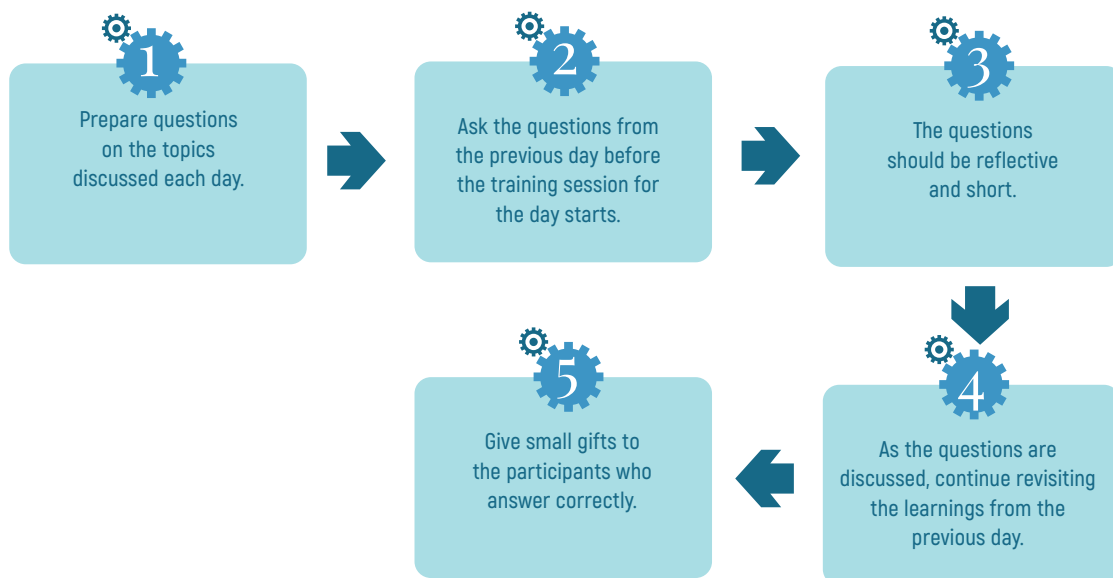 1
Prepare questions
on the topics
discussed each day.
2
Ask the questions from
the previous day before
the training session for
the day starts.
3
The questions
should be reflective
and short.
4
As the questions are
discussed, continue revisiting
the learnings from the
previous day.
5
Give small gifts to
the participants who
answer correctly.